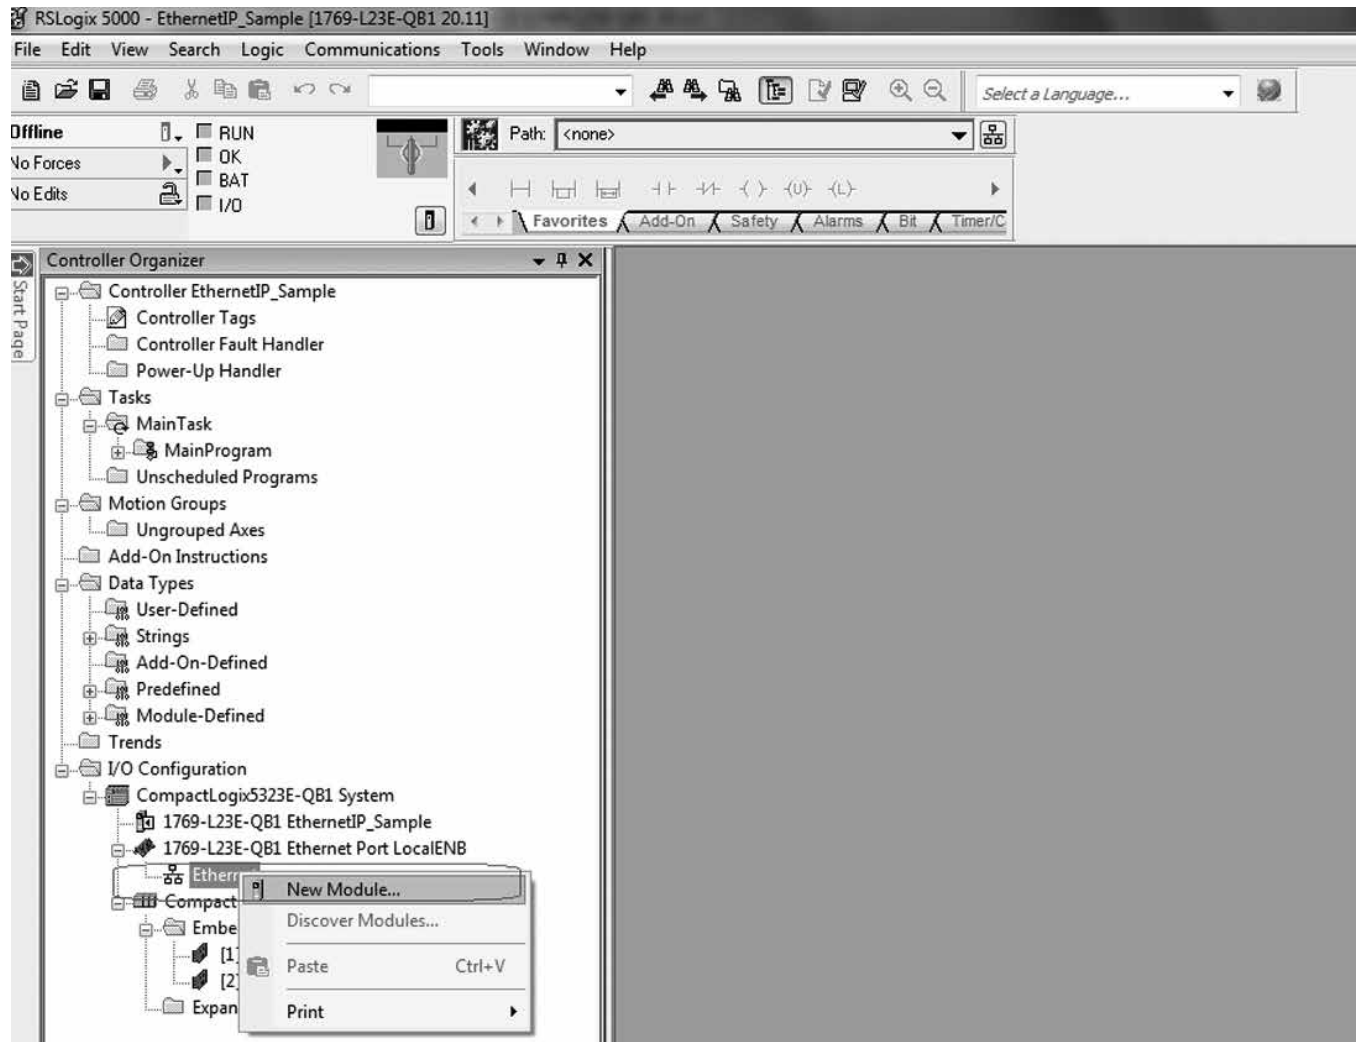 RSLogix 5000 - EthernetIP_Sample [1769-L23E-QB1 20.11]
File Edit View Search Logic Communications Tools Window Help
Select a Language...
Offline
RUN
Path: <none>
No Forces
OK
BAT
No Edits
I/O
Favorites Add-On Safety Alarms Bit Timer/C
Start Page
Controller Organizer
Controller EthernetIP_Sample
Controller Tags
Controller Fault Handler
Power-Up Handler
Tasks
MainTask
MainProgram
Unscheduled Programs
Motion Groups
Ungrouped Axes
Add-On Instructions
Data Types
User-Defined
Strings
Add-On-Defined
Predefined
Module-Defined
Trends
I/O Configuration
CompactLogix5323E-QB1 System
1769-L23E-QB1 EthernetIP_Sample
1769-L23E-QB1 Ethernet Port LocalENB
Ethern
New Module...
Compact
Discover Modules...
Embe
[1]
Paste Ctrl+V
[2]
Expan
Print